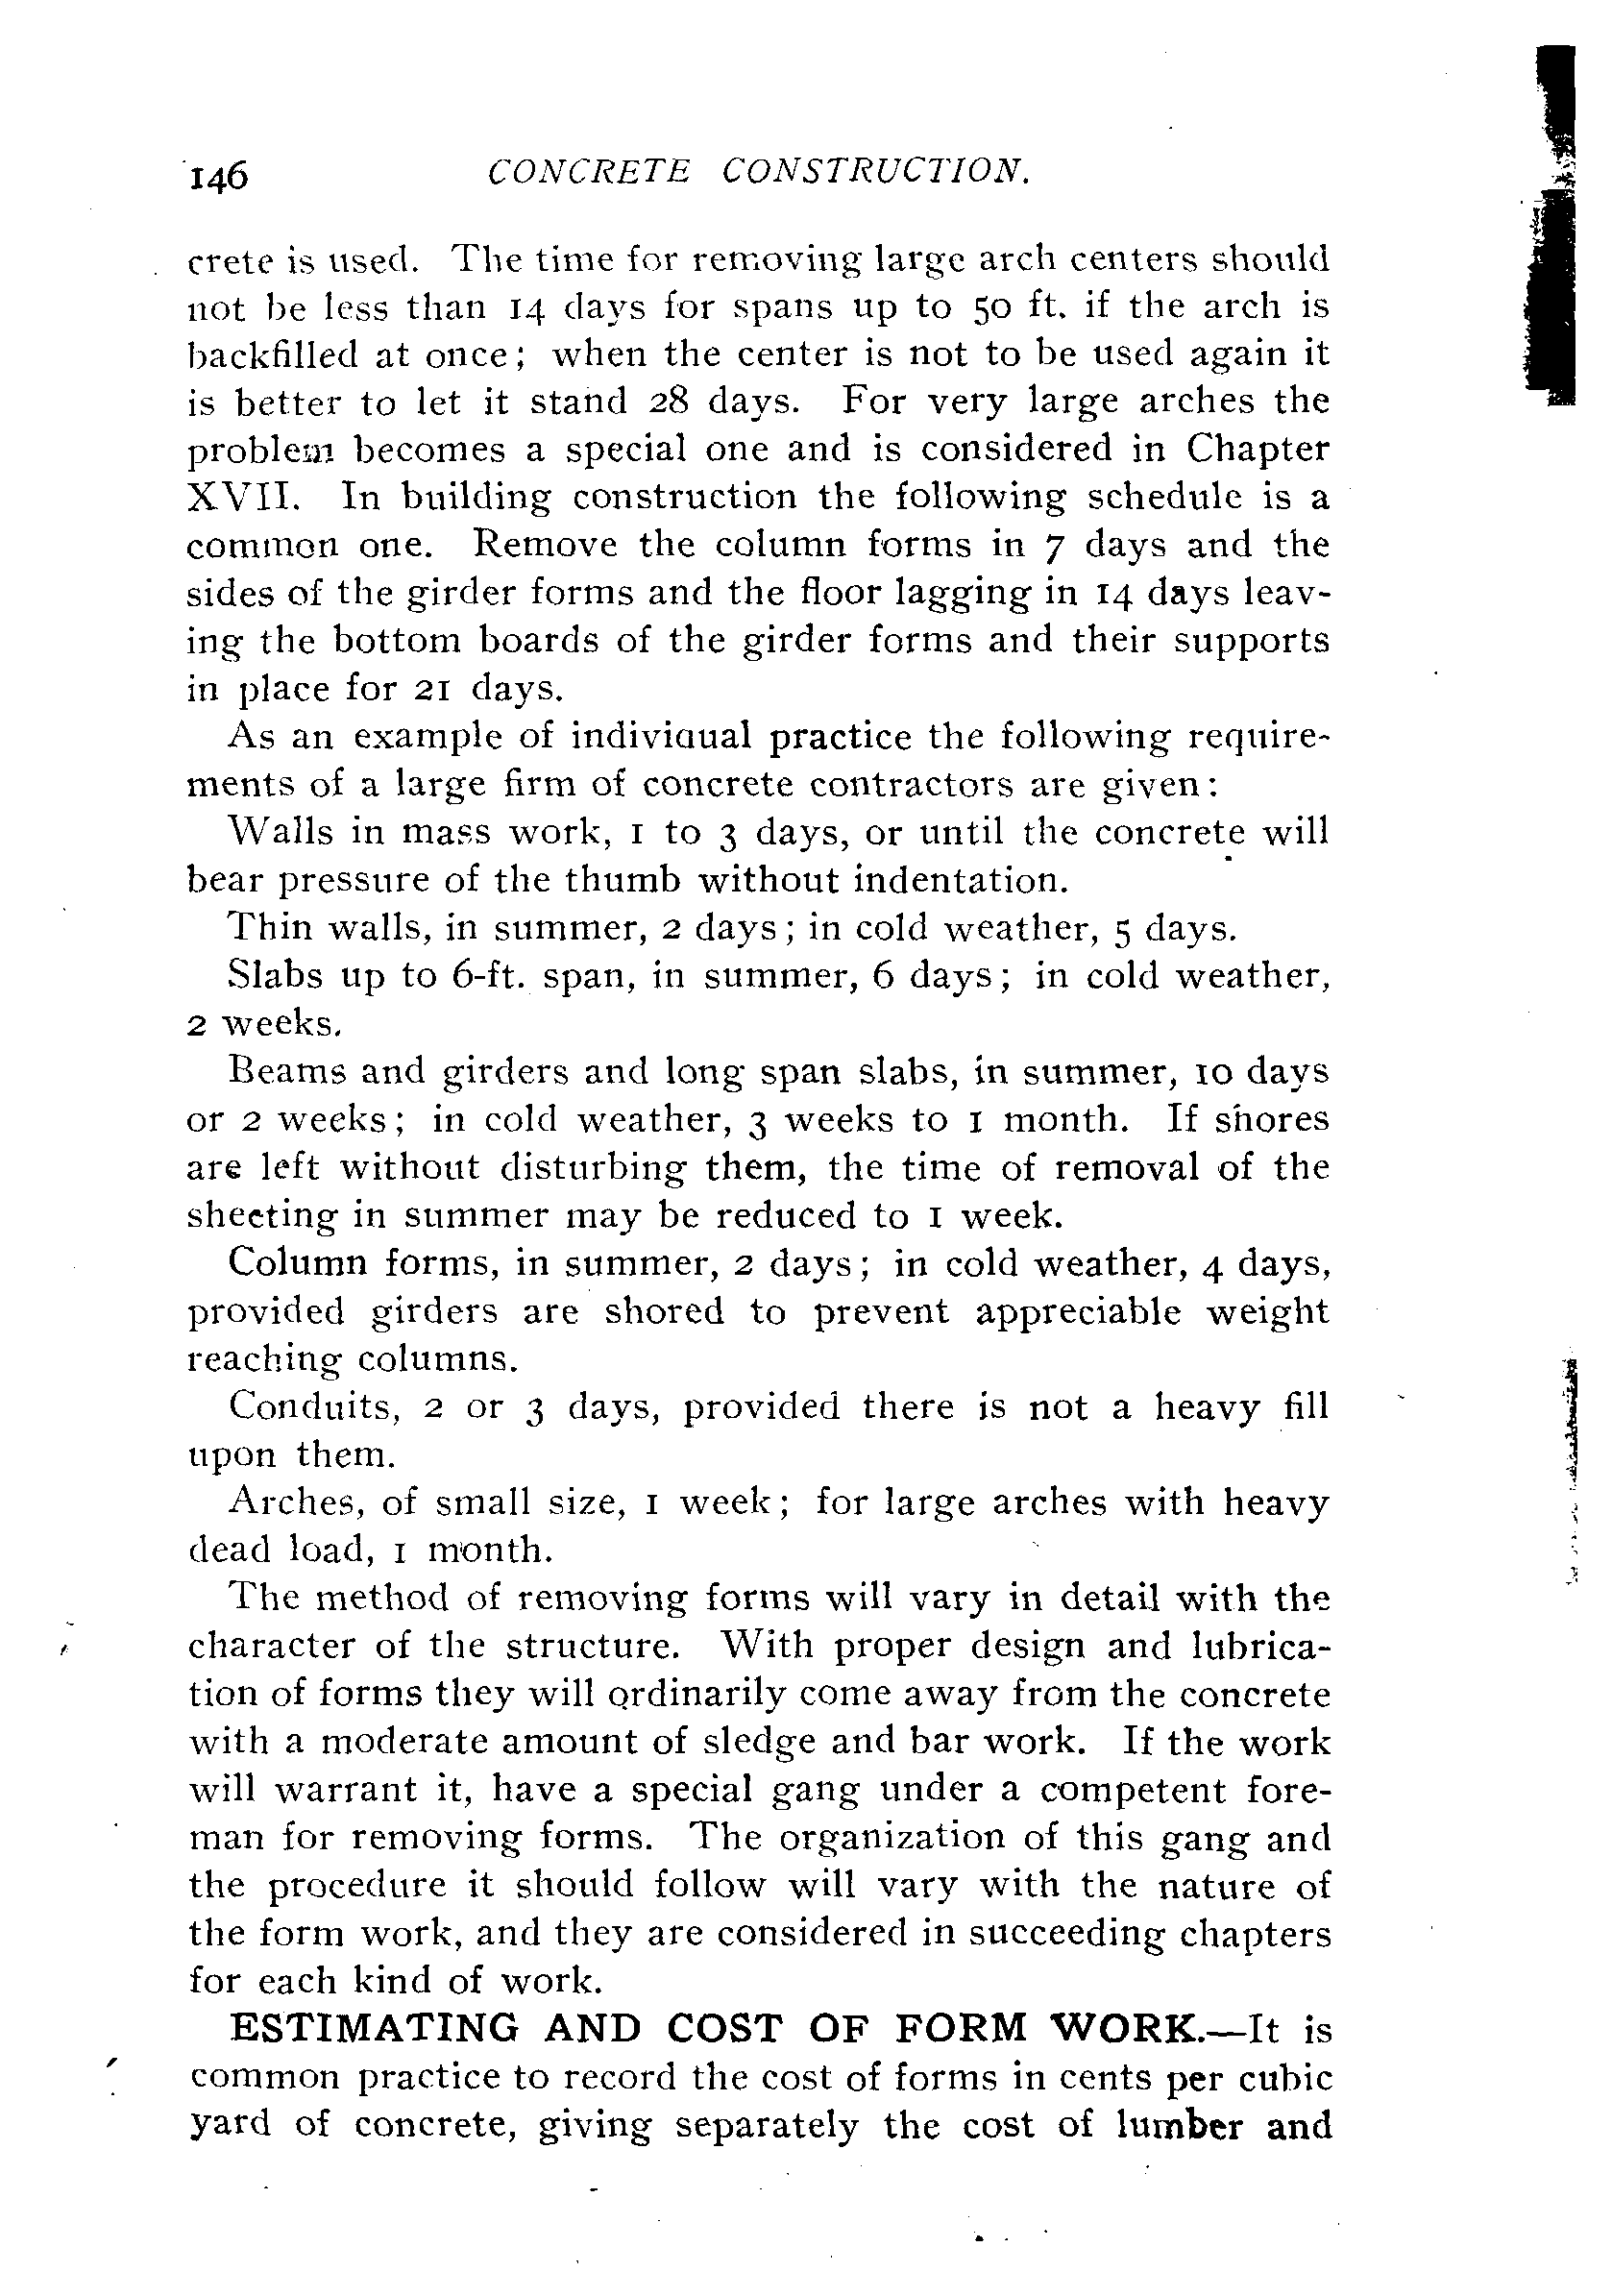 146 CONCRETE CONSTRUCTION.
crete is used. The time for removing large arch centers should
not be less than 14 days for spans up to 50 ft. if the arch is
backfilled at once; when the center is not to be used again it
is better to let it stand 28 days. For very large arches the
problem becomes a special one and is considered in Chapter
XVII. In building construction the following schedule is a
common one. Remove the column forms in 7 days and the
sides of the girder forms and the floor lagging in 14 days leav-
ing the bottom boards of the girder forms and their supports
in place for 21 days.
As an example of individual practice the following require-
ments of a large firm of concrete contractors are given:
Walls in mass work, 1 to 3 days, or until the concrete will
bear pressure of the thumb without indentation.
Thin walls, in summer, 2 days; in cold weather, 5 days.
Slabs up to 6-ft. span, in summer, 6 days; in cold weather,
2 weeks.
Beams and girders and long span slabs, in summer, 10 days
or 2 weeks; in cold weather, 3 weeks to 1 month. If shores
are left without disturbing them, the time of removal of the
sheeting in summer may be reduced to 1 week.
Column forms, in summer, 2 days; in cold weather, 4 days,
provided girders are shored to prevent appreciable weight
reaching columns.
Conduits, 2 or 3 days, provided there is not a heavy fill
upon them.
Arches, of small size, 1 week; for large arches with heavy
dead load, 1 month.
The method of removing forms will vary in detail with the
character of the structure. With proper design and lubrica-
tion of forms they will ordinarily come away from the concrete
with a moderate amount of sledge and bar work. If the work
will warrant it, have a special gang under a competent fore-
man for removing forms. The organization of this gang and
the procedure it should follow will vary with the nature of
the form work, and they are considered in succeeding chapters
for each kind of work.
ESTIMATING AND COST OF FORM WORK.—It is
common practice to record the cost of forms in cents per cubic
yard of concrete, giving separately the cost of lumber and